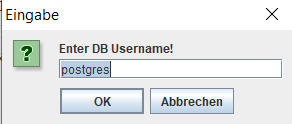 Eingabe
Enter DB Username!
postgres
OK Abbrechen